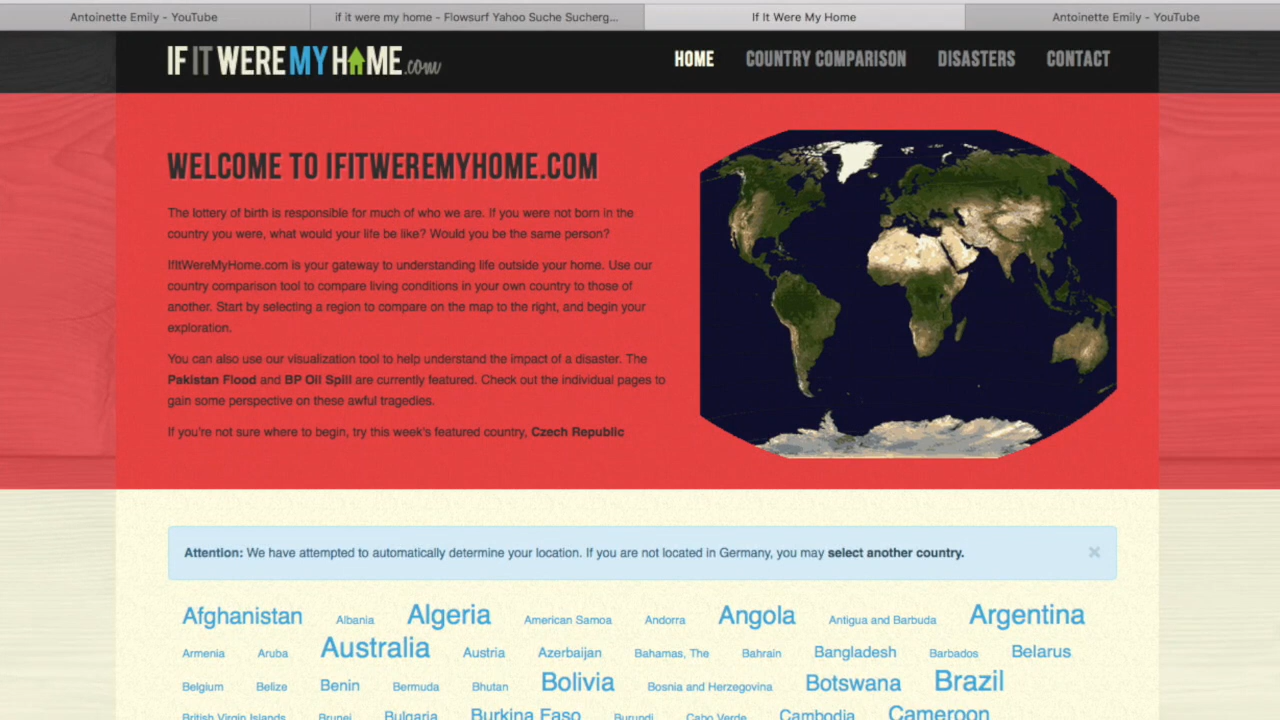 Antoinette Emily - YouTube
if it were my home - Flowsurf Yahoo Suche Sucherg...
If It Were My Home
Antoinette Emily - YouTube
IF IT WERE MY HOME.com
HOME COUNTRY COMPARISON DISASTERS CONTACT
WELCOME TO IFITWEREMYHOME.COM
The lottery of birth is responsible for much of who we are. If you were not born in the
country you were, what would your life be like? Would you be the same person?
IfItWereMyHome.com is your gateway to understanding life outside your home. Use our
country comparison tool to compare living conditions in your own country to those of
another. Start by selecting a region to compare on the map to the right, and begin your
exploration.
You can also use our visualization tool to help understand the impact of a disaster. The
Pakistan Flood and BP Oil Spill are currently featured. Check out the individual pages to
gain some perspective on these awful tragedies.
If you're not sure where to begin, try this week's featured country, Czech Republic
Attention: We have attempted to automatically determine your location. If you are not located in Germany, you may select another country. ×
Afghanistan Albania Algeria American Samoa Andorra Angola Antigua and Barbuda Argentina
Armenia Aruba Australia Austria Azerbaijan Bahamas, The Bahrain Bangladesh Barbados Belarus
Belgium Belize Benin Bermuda Bhutan Bolivia Bosnia and Herzegovina Botswana Brazil
British Virgin Islands Brunei Bulgaria Burkina Faso Burundi Cabo Verde Cambodia Cameroon